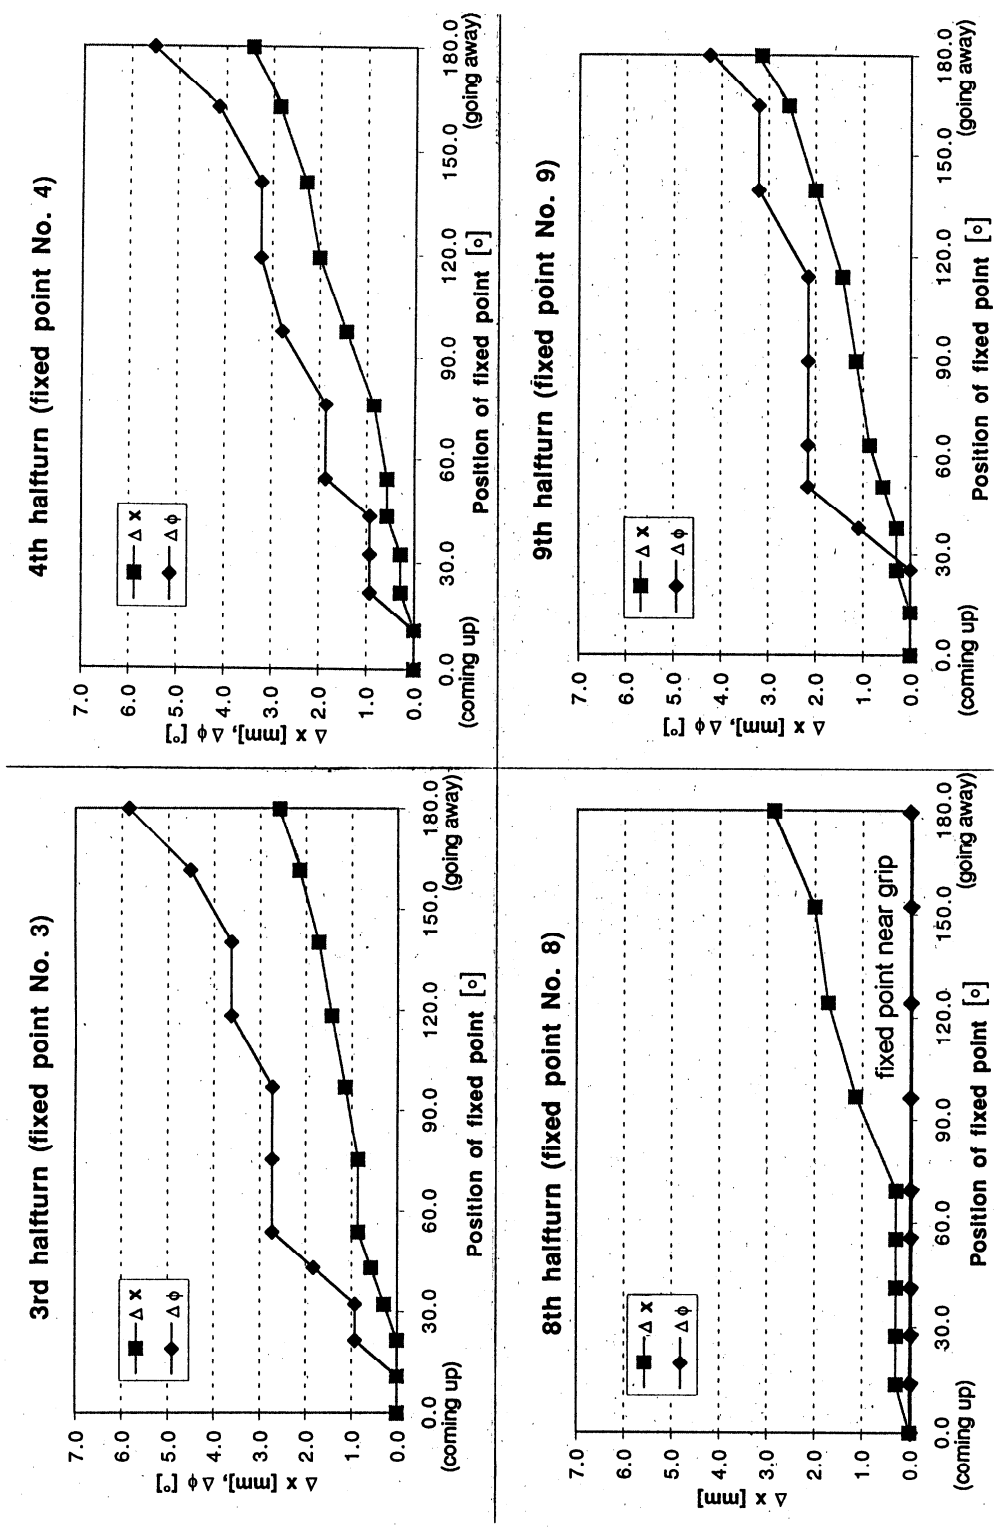 3rd halfturn (fixed point No. 3)
Δ x [mm], Δ ϕ [°]
7.0
6.0
5.0
4.0
3.0
2.0
1.0
0.0
Δ x
Δ ϕ
0.0 30.0 60.0 90.0 120.0 150.0 180.0
(coming up) (going away)
Position of fixed point [o]
4th halfturn (fixed point No. 4)
Δ x [mm], Δ ϕ [°]
7.0
6.0
5.0
4.0
3.0
2.0
1.0
0.0
Δ x
Δ ϕ
0.0 30.0 60.0 90.0 120.0 150.0 180.0
(coming up) (going away)
Position of fixed point [o]
8th halfturn (fixed point No. 8)
Δ x [mm]
7.0
6.0
5.0
4.0
3.0
2.0
1.0
0.0
Δ x
Δ ϕ
fixed point near grip
0.0 30.0 60.0 90.0 120.0 150.0 180.0
(coming up) (going away)
Position of fixed point [o]
9th halfturn (fixed point No. 9)
Δ x [mm], Δ ϕ [°]
7.0
6.0
5.0
4.0
3.0
2.0
1.0
0.0
Δ x
Δ ϕ
0.0 30.0 60.0 90.0 120.0 150.0 180.0
(coming up) (going away)
Position of fixed point [o]